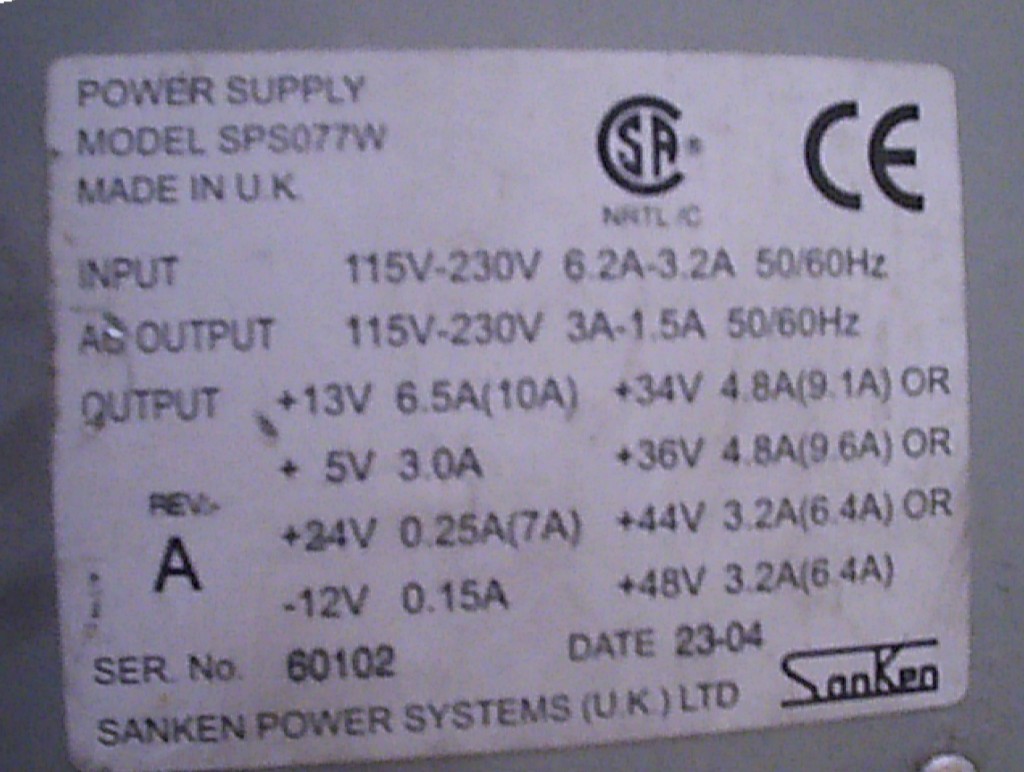 POWER SUPPLY
MODEL SPS077W
MADE IN U.K.
SA ®
NRTL/C
CE
INPUT 115V-230V 6.2A-3.2A 50/60Hz
AC OUTPUT 115V-230V 3A-1.5A 50/60Hz
OUTPUT +13V 6.5A(10A) +34V 4.8A(9.1A) OR
+ 5V 3.0A +36V 4.8A(9.6A) OR
REV:-
A
+24V 0.25A(7A) +44V 3.2A(6.4A) OR
-12V 0.15A +48V 3.2A(6.4A)
SER. No. 60102 DATE 23-04
SANKEN POWER SYSTEMS (U.K.) LTD SanKen